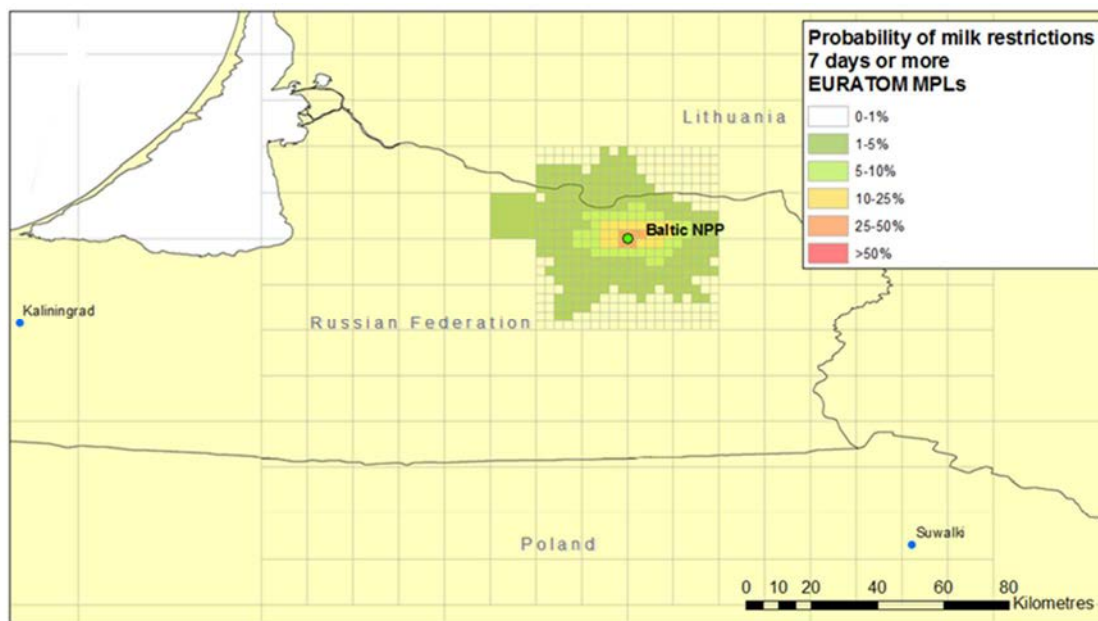 Probability of milk restrictions
7 days or more
EURATOM MPLs
0-1%
1-5%
5-10%
10-25%
25-50%
>50%
Lithuania
Baltic NPP
Kaliningrad
Russian Federation
Suwalki
Poland
0 10 20 40 60 80
Kilometres